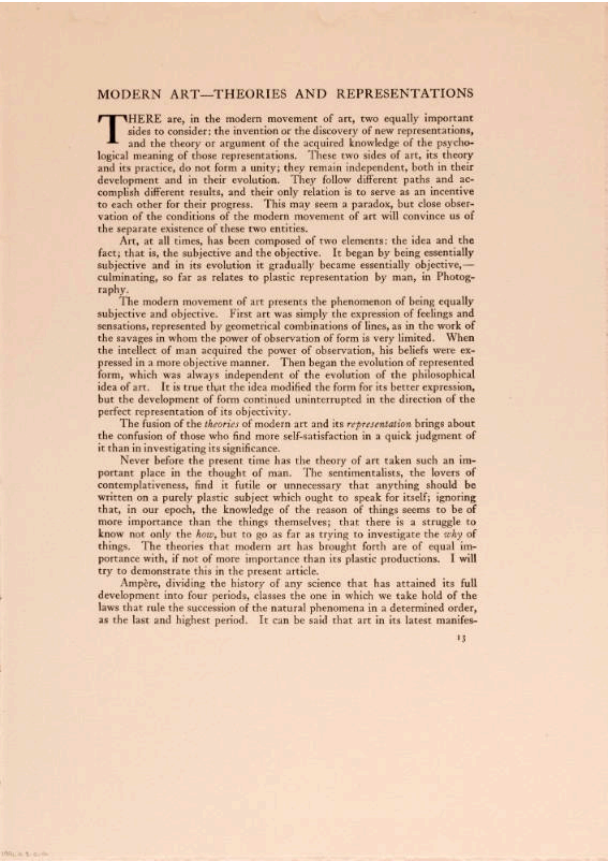 MODERN ART—THEORIES AND REPRESENTATIONS
THERE are, in the modern movement of art, two equally important
sides to consider: the invention or the discovery of new representations,
and the theory or argument of the acquired knowledge of the psycho-
logical meaning of those representations. These two sides of art, its theory
and its practice, do not form a unity; they remain independent, both in their
development and in their evolution. They follow different paths and ac-
complish different results, and their only relation is to serve as an incentive
to each other for their progress. This may seem a paradox, but close obser-
vation of the conditions of the modern movement of art will convince us of
the separate existence of these two entities.
Art, at all times, has been composed of two elements: the idea and the
fact; that is, the subjective and the objective. It began by being essentially
subjective and in its evolution it gradually became essentially objective,—
culminating, so far as relates to plastic representation by man, in Photog-
raphy.
The modern movement of art presents the phenomenon of being equally
subjective and objective. First art was simply the expression of feelings and
sensations, represented by geometrical combinations of lines, as in the work of
the savages in whom the power of observation of form is very limited. When
the intellect of man acquired the power of observation, his beliefs were ex-
pressed in a more objective manner. Then began the evolution of represented
form, which was always independent of the evolution of the philosophical
idea of art. It is true that the idea modified the form for its better expression,
but the development of form continued uninterrupted in the direction of the
perfect representation of its objectivity.
The fusion of the theories of modern art and its representation brings about
the confusion of those who find more self-satisfaction in a quick judgment of
it than in investigating its significance.
Never before the present time has the theory of art taken such an im-
portant place in the thought of man. The sentimentalists, the lovers of
contemplativeness, find it futile or unnecessary that anything should be
written on a purely plastic subject which ought to speak for itself; ignoring
that, in our epoch, the knowledge of the reason of things seems to be of
more importance than the things themselves; that there is a struggle to
know not only the how, but to go as far as trying to investigate the why of
things. The theories that modern art has brought forth are of equal im-
portance with, if not of more importance than its plastic productions. I will
try to demonstrate this in the present article.
Ampère, dividing the history of any science that has attained its full
development into four periods, classes the one in which we take hold of the
laws that rule the succession of the natural phenomena in a determined order,
as the last and highest period. It can be said that art in its latest manifes-
13